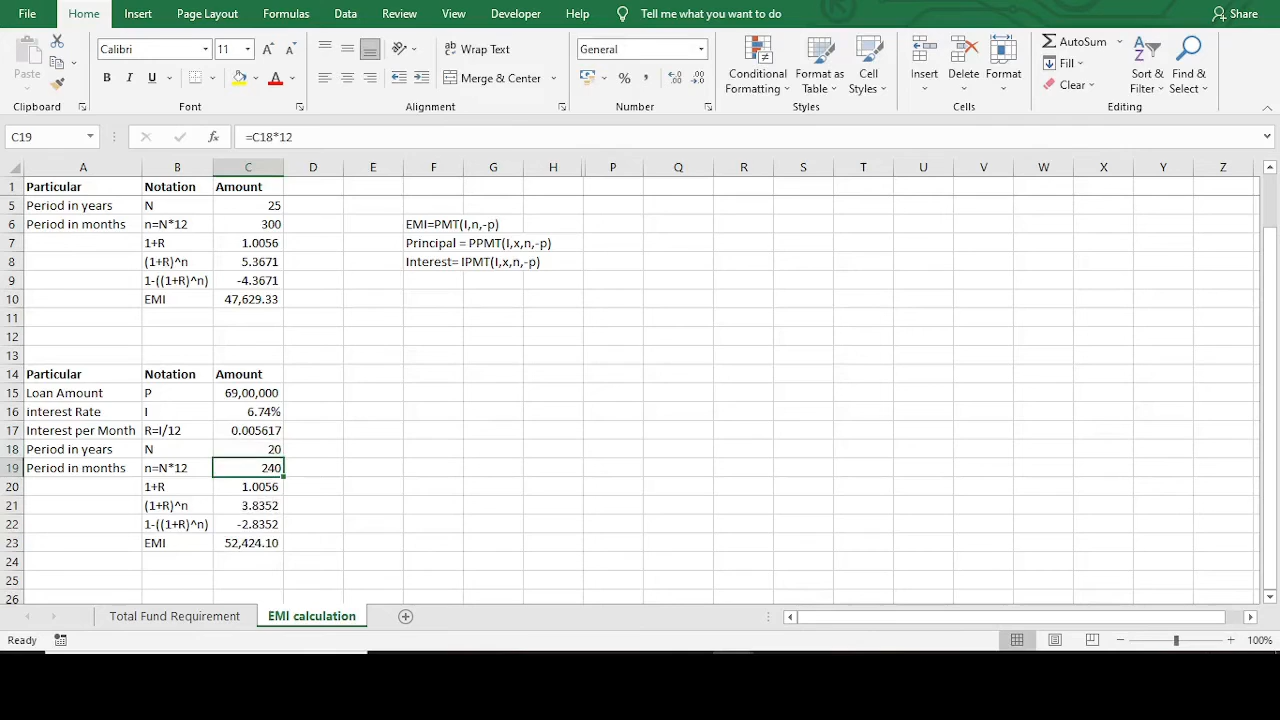 File Home Insert Page Layout Formulas Data Review View Developer Help Tell me what you want to do Share
Calibri 11 Wrap Text General AutoSum
Paste B I U Merge & Center % , Conditional Formatting Format as Table Cell Styles Insert Delete Format Fill Clear Sort & Filter Find & Select
Clipboard Font Alignment Number Styles Cells Editing
C19 fx =C18*12
A B C D E F G H P Q R S T U V W X Y Z
1 Particular Notation Amount
5 Period in years N 25
6 Period in months n=N*12 300 EMI=PMT(I,n,-p)
7 1+R 1.0056 Principal = PPMT(I,x,n,-p)
8 (1+R)^n 5.3671 Interest= IPMT(I,x,n,-p)
9 1-((1+R)^n) -4.3671
10 EMI 47,629.33
11
12
13
14 Particular Notation Amount
15 Loan Amount P 69,00,000
16 interest Rate I 6.74%
17 Interest per Month R=I/12 0.005617
18 Period in years N 20
19 Period in months n=N*12 240
20 1+R 1.0056
21 (1+R)^n 3.8352
22 1-((1+R)^n) -2.8352
23 EMI 52,424.10
24
25
26
Total Fund Requirement EMI calculation
Ready 100%